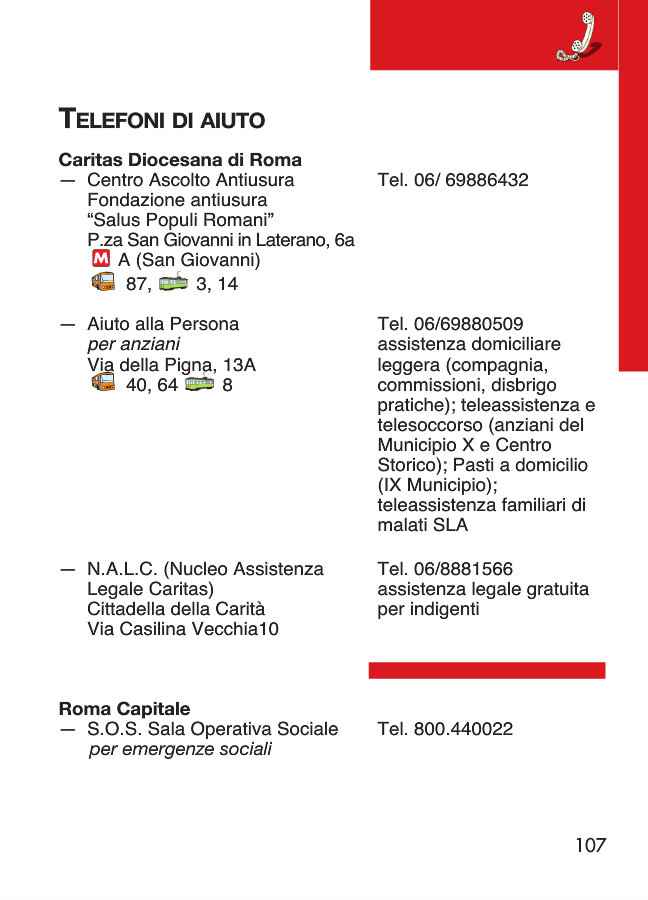 TELEFONI DI AIUTO
Caritas Diocesana di Roma
— Centro Ascolto Antiusura
Fondazione antiusura
“Salus Populi Romani”
P.za San Giovanni in Laterano, 6a
M A (San Giovanni)
87, 3, 14
Tel. 06/ 69886432
— Aiuto alla Persona
per anziani
Via della Pigna, 13A
40, 64 8
Tel. 06/69880509
assistenza domiciliare
leggera (compagnia,
commissioni, disbrigo
pratiche); teleassistenza e
telesoccorso (anziani del
Municipio X e Centro
Storico); Pasti a domicilio
(IX Municipio);
teleassistenza familiari di
malati SLA
— N.A.L.C. (Nucleo Assistenza
Legale Caritas)
Cittadella della Carità
Via Casilina Vecchia10
Tel. 06/8881566
assistenza legale gratuita
per indigenti
Roma Capitale
— S.O.S. Sala Operativa Sociale
per emergenze sociali
Tel. 800.440022
107